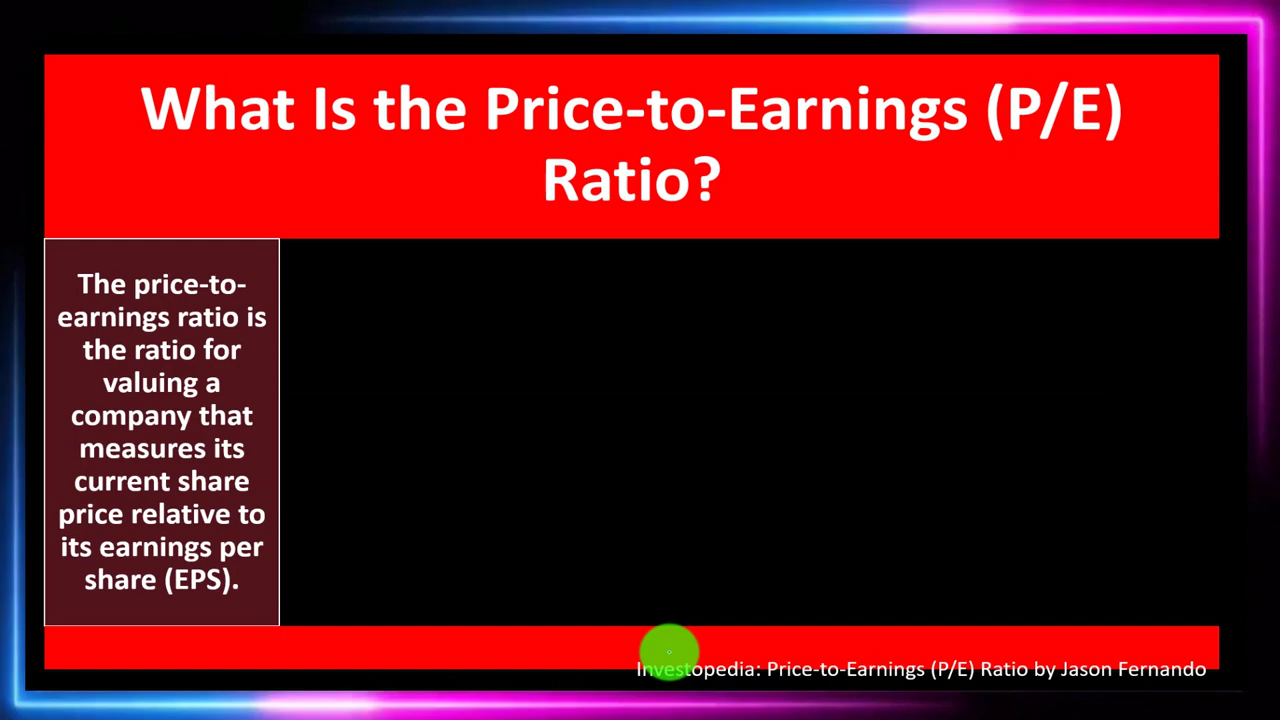 What Is the Price-to-Earnings (P/E)
Ratio?
The price-to-
earnings ratio is
the ratio for
valuing a
company that
measures its
current share
price relative to
its earnings per
share (EPS).
Investopedia: Price-to-Earnings (P/E) Ratio by Jason Fernando